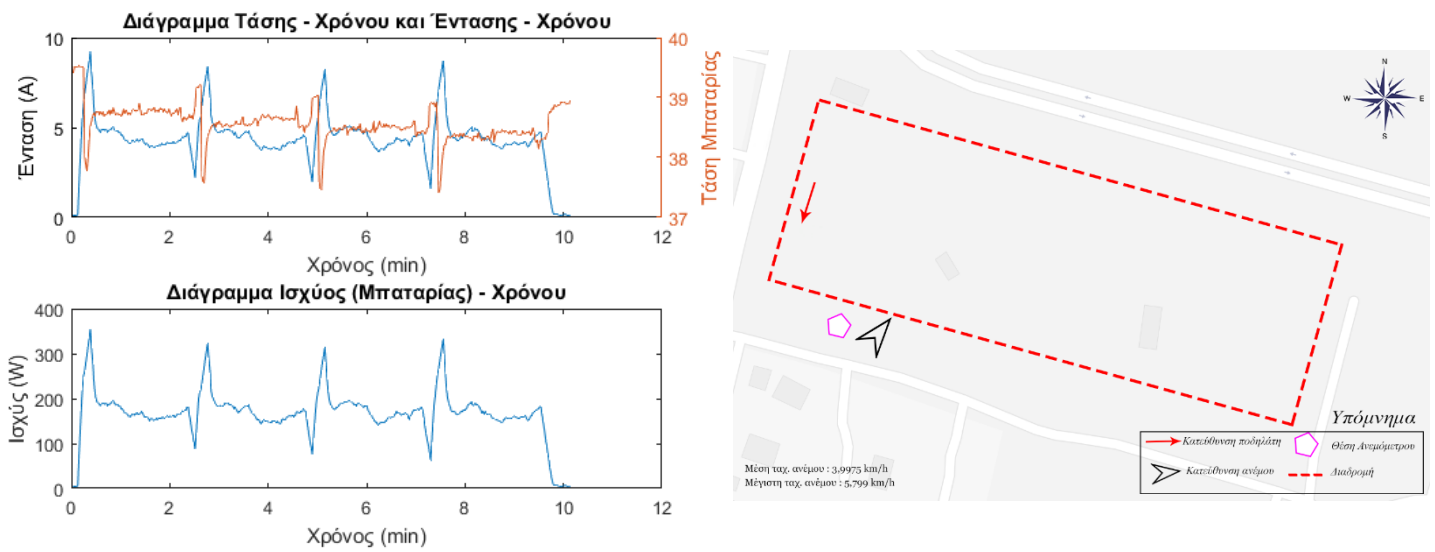 Διάγραμμα Τάσης - Χρόνου και Έντασης - Χρόνου
10
5
0
Ένταση (A)
40
39
38
37
Τάση Μπαταρίας
0 2 4 6 8 10 12
Χρόνος (min)
Διάγραμμα Ισχύος (Μπαταρίας) - Χρόνου
400
300
200
100
0
Ισχύς (W)
0 2 4 6 8 10 12
Χρόνος (min)
N
W E
S
Μέση ταχ. ανέμου : 3,9975 km/h
Μέγιστη ταχ. ανέμου : 5,799 km/h
Υπόμνημα
Κατεύθυνση ποδηλάτη
Θέση Ανεμόμετρου
Κατεύθυνση ανέμου
Διαδρομή